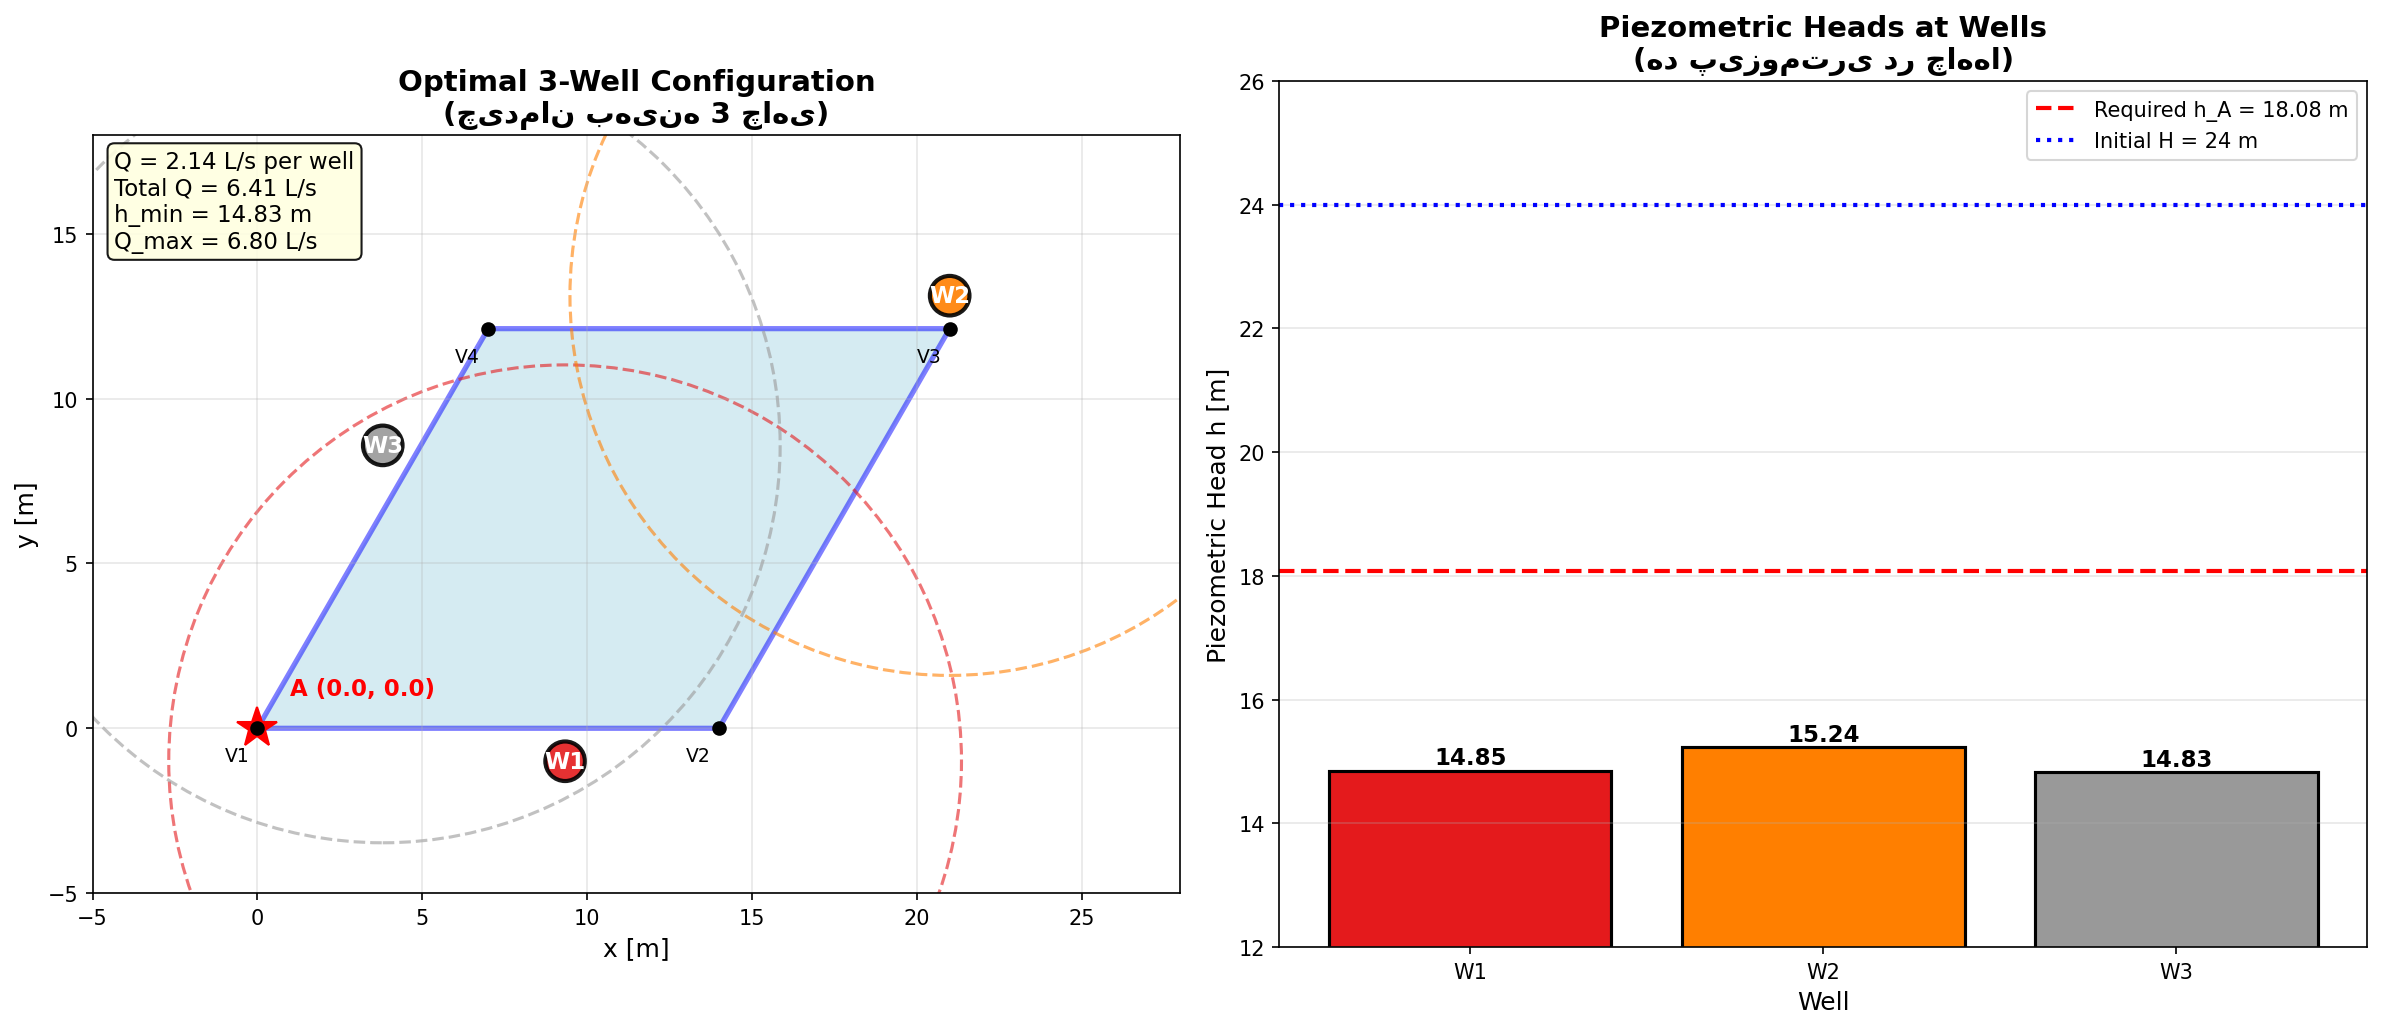 Optimal 3-Well Configuration
(چیدمان بهینه 3 چاهی)
Q = 2.14 L/s per well
Total Q = 6.41 L/s
h_min = 14.83 m
Q_max = 6.80 L/s
W2
V4
V3
W3
A (0.0, 0.0)
V1
W1
V2
15
10
5
0
−5
−5
0
5
10
15
20
25
x [m]
y [m]
Piezometric Heads at Wells
(هد پیزومتری در چاهها)
Required h_A = 18.08 m
Initial H = 24 m
26
24
22
20
18
16
14
12
14.85
15.24
14.83
W1
W2
W3
Well
Piezometric Head h [m]